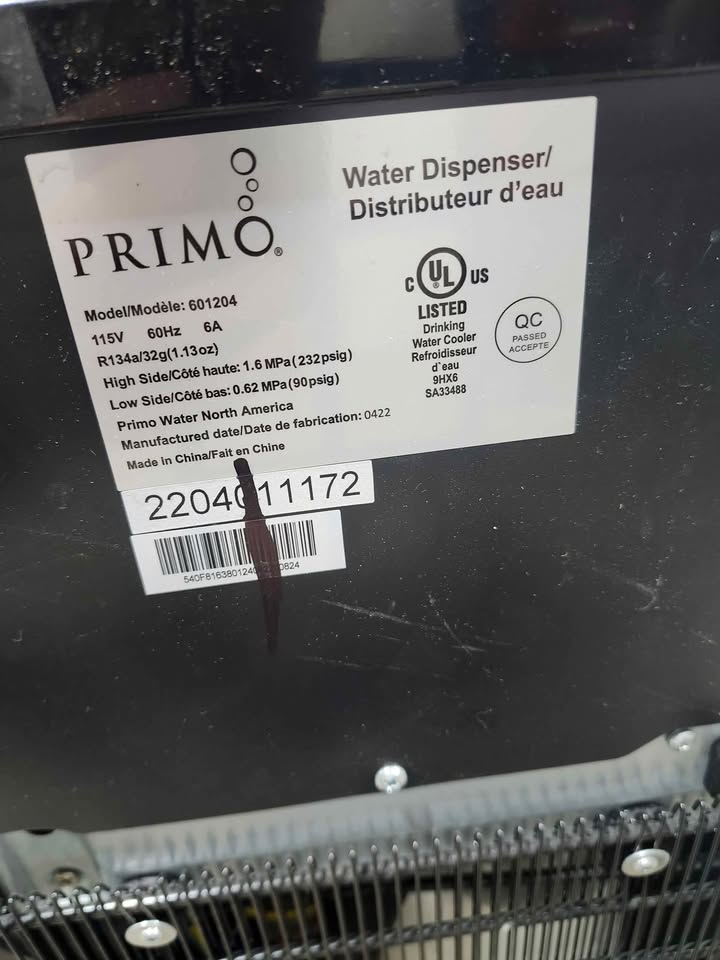 PRIMO®
Water Dispenser/
Distributeur d'eau
Model/Modèle: 601204
115V 60Hz 6A
R134a/32g(1.13oz)
High Side/Côté haute: 1.6 MPa(232psig)
Low Side/Côté bas: 0.62 MPa(90psig)
Primo Water North America
Manufactured date/Date de fabrication: 0422
Made in China/Fait en Chine
C UL® US
LISTED
Drinking
Water Cooler
Refroidisseur
d`eau
9HX6
SA33488
QC
PASSED
ACCEPTE
2204011172